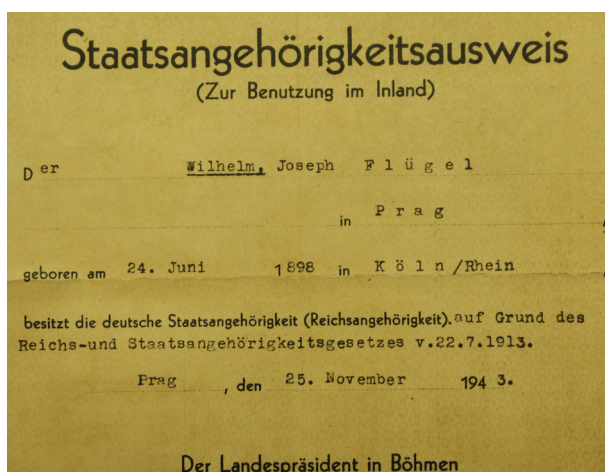 Staatsangehörigkeitsausweis
(Zur Benutzung im Inland)
Der Wilhelm, Joseph Flügel
in Prag,
geboren am 24. Juni 1898 in Köln/Rhein,
besitzt die deutsche Staatsangehörigkeit (Reichsangehörigkeit). auf Grund des
Reichs-und Staatsangehörigkeitsgesetzes v.22.7.1913.
Prag, den 25. November 1943.
Der Landespräsident in Böhmen